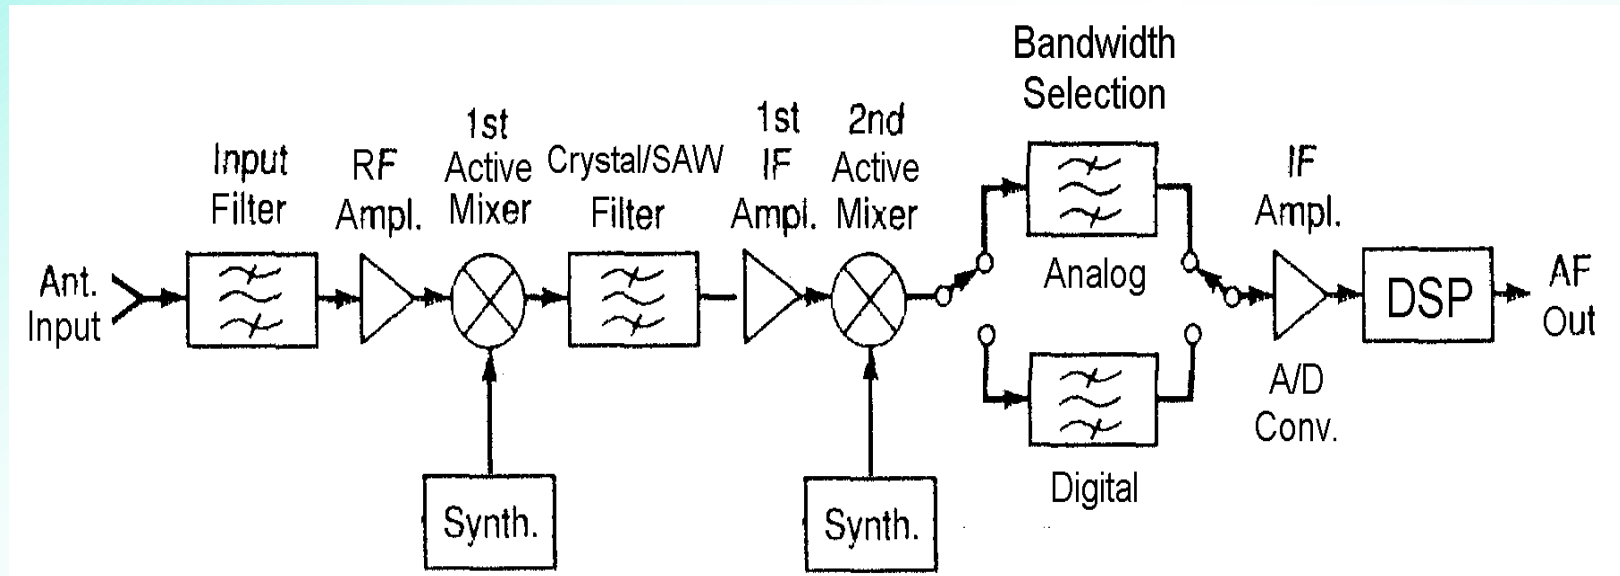 Ant.
Input
Input
Filter
RF
Ampl.
1st
Active
Mixer
Synth.
Crystal/SAW
Filter
1st
IF
Ampl.
2nd
Active
Mixer
Synth.
Bandwidth
Selection
Analog
Digital
IF
Ampl.
A/D
Conv.
DSP
AF
Out